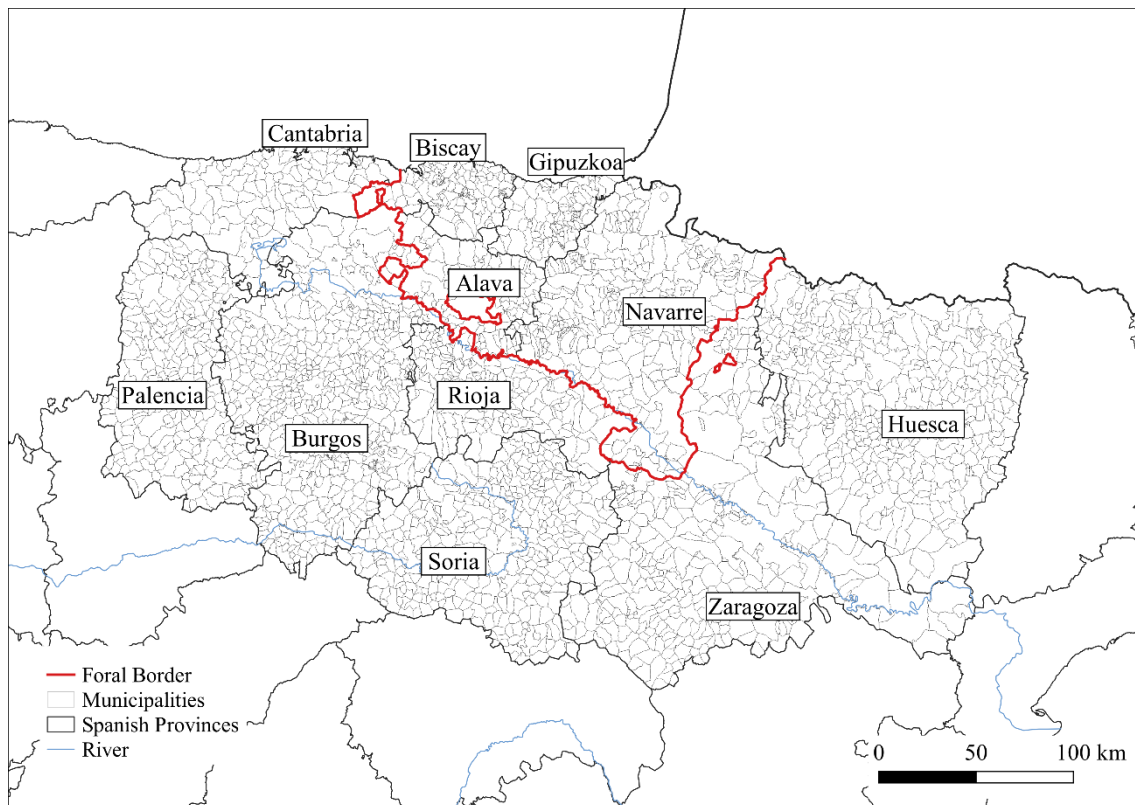 Cantabria
Biscay
Gipuzkoa
Alava
Navarre
Palencia
Rioja
Burgos
Huesca
Soria
Zaragoza
Foral Border
Municipalities
Spanish Provinces
River
0 50 100 km